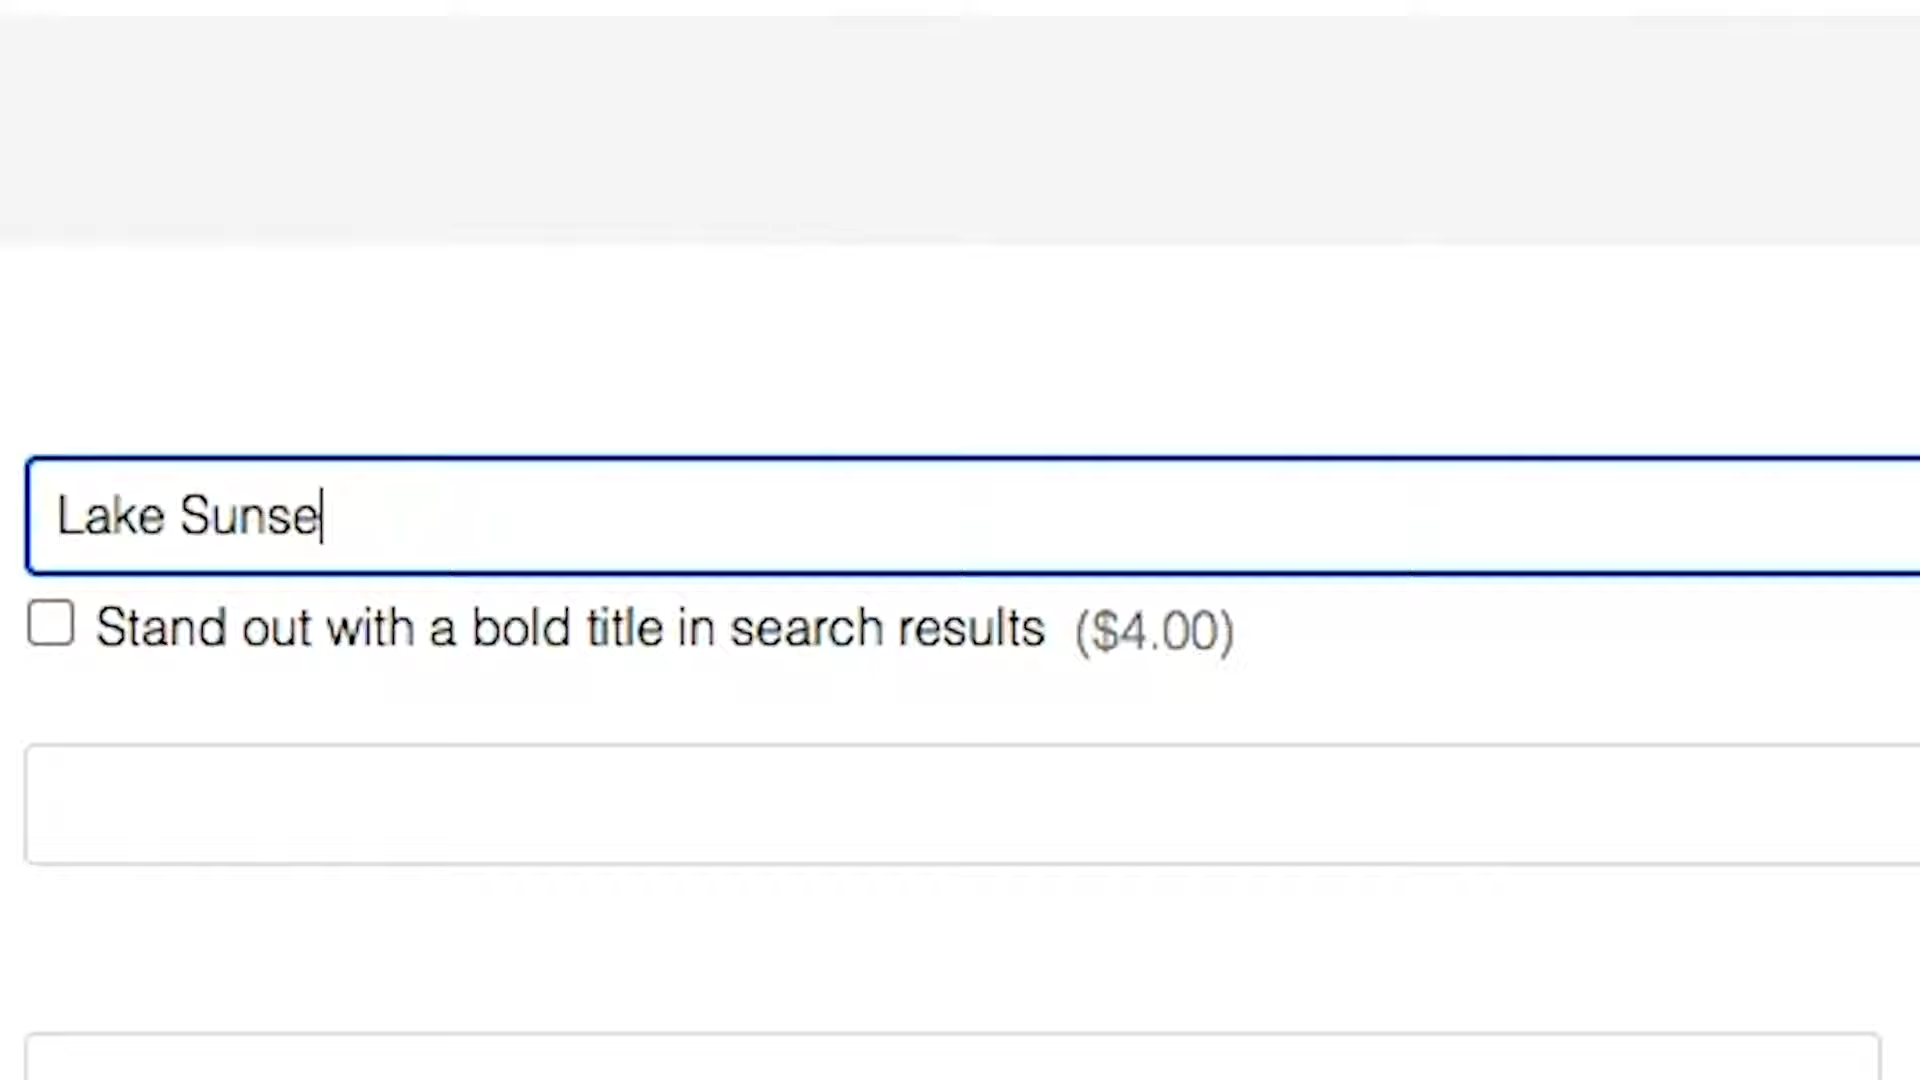 Lake Sunse
Stand out with a bold title in search results ($4.00)